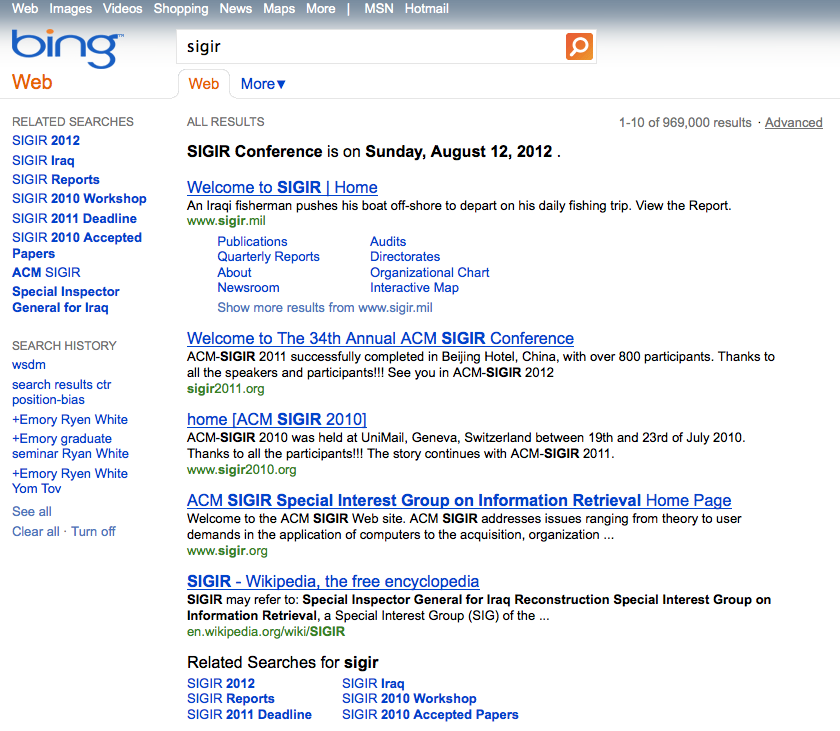 Web Images Videos Shopping News Maps More | MSN Hotmail
bing™
sigir
Web
Web More▼
RELATED SEARCHES
SIGIR 2012
SIGIR Iraq
SIGIR Reports
SIGIR 2010 Workshop
SIGIR 2011 Deadline
SIGIR 2010 Accepted
Papers
ACM SIGIR
Special Inspector
General for Iraq
SEARCH HISTORY
wsdm
search results ctr
position-bias
+Emory Ryen White
+Emory graduate
seminar Ryan White
+Emory Ryen White
Yom Tov
See all
Clear all · Turn off
ALL RESULTS
1-10 of 969,000 results · Advanced
SIGIR Conference is on Sunday, August 12, 2012 .
Welcome to SIGIR | Home
An Iraqi fisherman pushes his boat off-shore to depart on his daily fishing trip. View the Report.
www.sigir.mil
Publications Audits
Quarterly Reports Directorates
About Organizational Chart
Newsroom Interactive Map
Show more results from www.sigir.mil
Welcome to The 34th Annual ACM SIGIR Conference
ACM-SIGIR 2011 successfully completed in Beijing Hotel, China, with over 800 participants. Thanks to
all the speakers and participants!!! See you in ACM-SIGIR 2012
sigir2011.org
home [ACM SIGIR 2010]
ACM-SIGIR 2010 was held at UniMail, Geneva, Switzerland between 19th and 23rd of July 2010.
Thanks to all the participants!!! The story continues with ACM-SIGIR 2011.
www.sigir2010.org
ACM SIGIR Special Interest Group on Information Retrieval Home Page
Welcome to the ACM SIGIR Web site. ACM SIGIR addresses issues ranging from theory to user
demands in the application of computers to the acquisition, organization ...
www.sigir.org
SIGIR - Wikipedia, the free encyclopedia
SIGIR may refer to: Special Inspector General for Iraq Reconstruction Special Interest Group on
Information Retrieval, a Special Interest Group (SIG) of the ...
en.wikipedia.org/wiki/SIGIR
Related Searches for sigir
SIGIR 2012 SIGIR Iraq
SIGIR Reports SIGIR 2010 Workshop
SIGIR 2011 Deadline SIGIR 2010 Accepted Papers